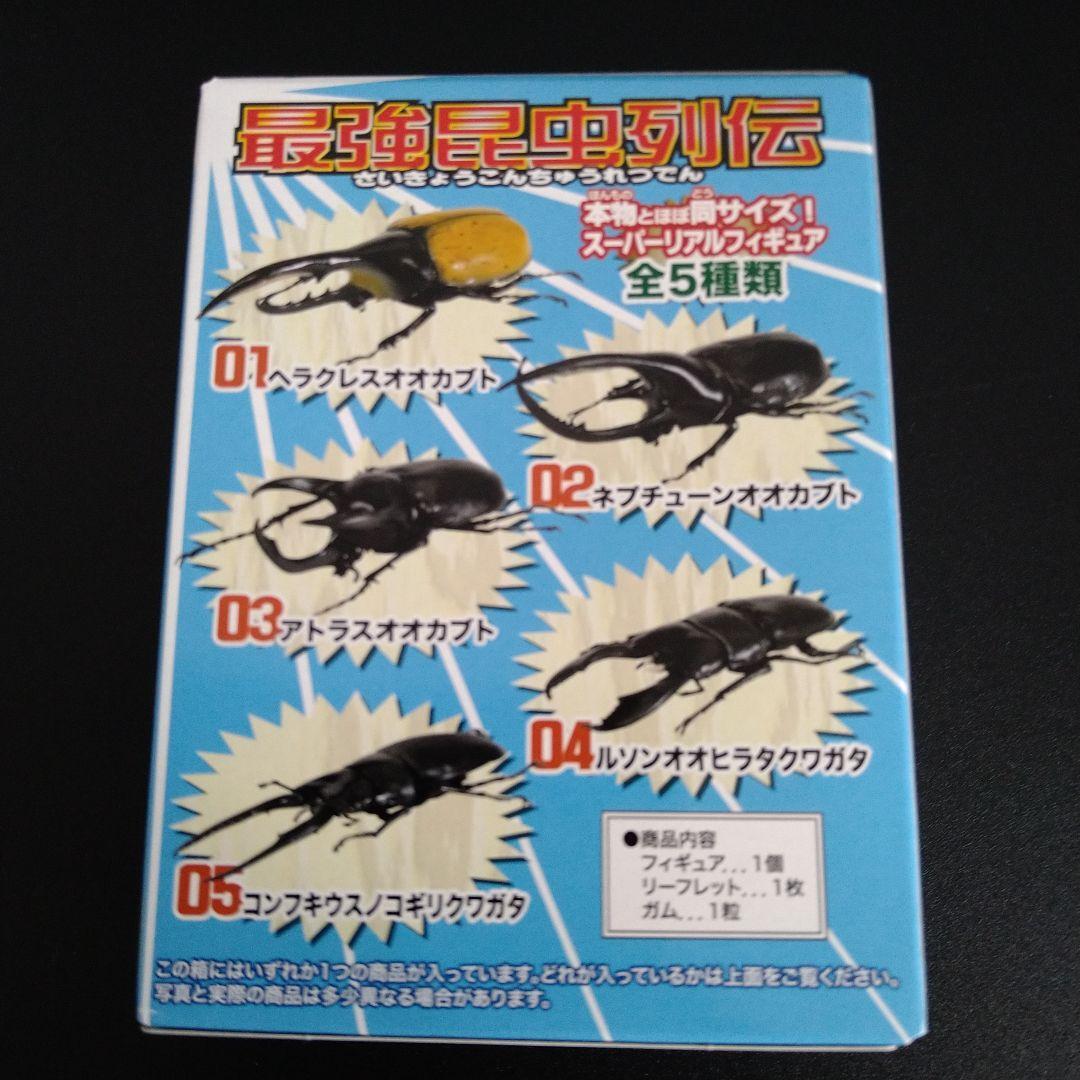 最強昆虫列伝
さいきょうこんちゅうれつでん
ほんもの どう
本物とほぼ同サイズ!
スーパーリアルフィギュア
全5種類
01ヘラクレスオオカブト
02ネプチューンオオカブト
03アトラスオオカブト
04ルソンオオヒラタクワガタ
05コンフキウスノコギリクワガタ
●商品内容
フィギュア...1個
リーフレット...1枚
ガム...1粒
この箱にはいずれか1つの商品が入っています。どれが入っているかは上面をご覧ください。
写真と実際の商品は多少異なる場合があります。